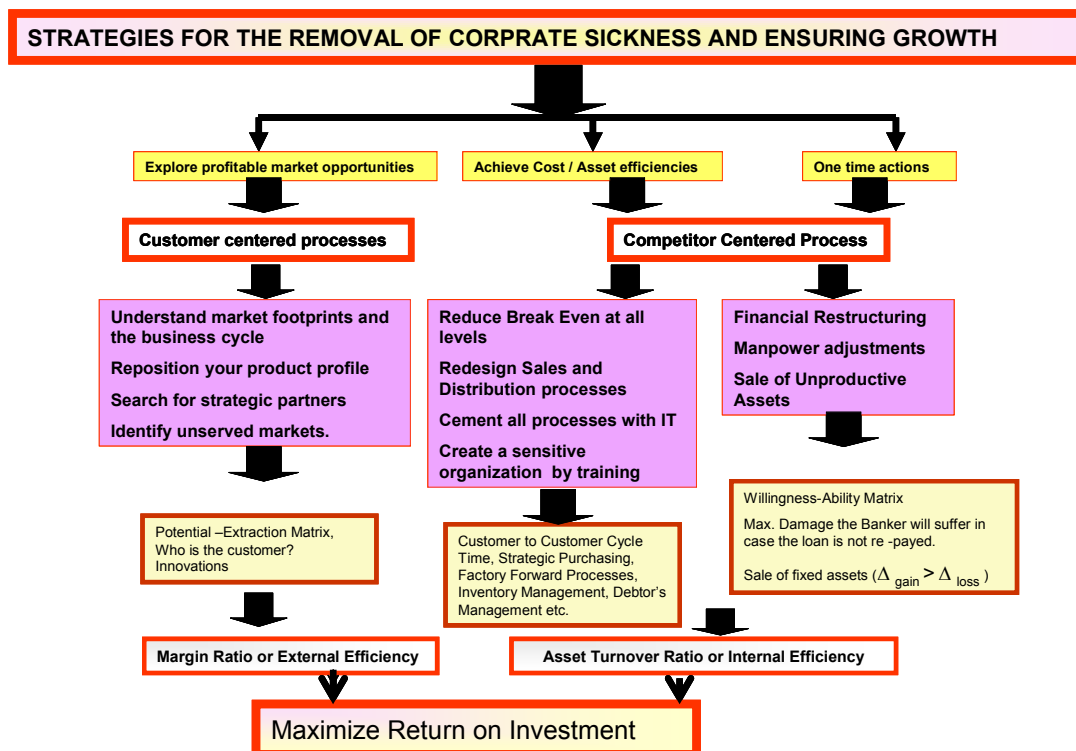 STRATEGIES FOR THE REMOVAL OF CORPRATE SICKNESS AND ENSURING GROWTH
Explore profitable market opportunities
Achieve Cost / Asset efficiencies
One time actions
Customer centered processes
Competitor Centered Process
Understand market footprints and
the business cycle
Reposition your product profile
Search for strategic partners
Identify unserved markets.
Reduce Break Even at all
levels
Redesign Sales and
Distribution processes
Cement all processes with IT
Create a sensitive
organization by training
Financial Restructuring
Manpower adjustments
Sale of Unproductive
Assets
Potential –Extraction Matrix,
Who is the customer?
Innovations
Customer to Customer Cycle
Time, Strategic Purchasing,
Factory Forward Processes,
Inventory Management, Debtor's
Management etc.
Willingness-Ability Matrix
Max. Damage the Banker will suffer in
case the loan is not re -payed.
Sale of fixed assets (Δ gain > Δ loss )
Margin Ratio or External Efficiency
Asset Turnover Ratio or Internal Efficiency
Maximize Return on Investment